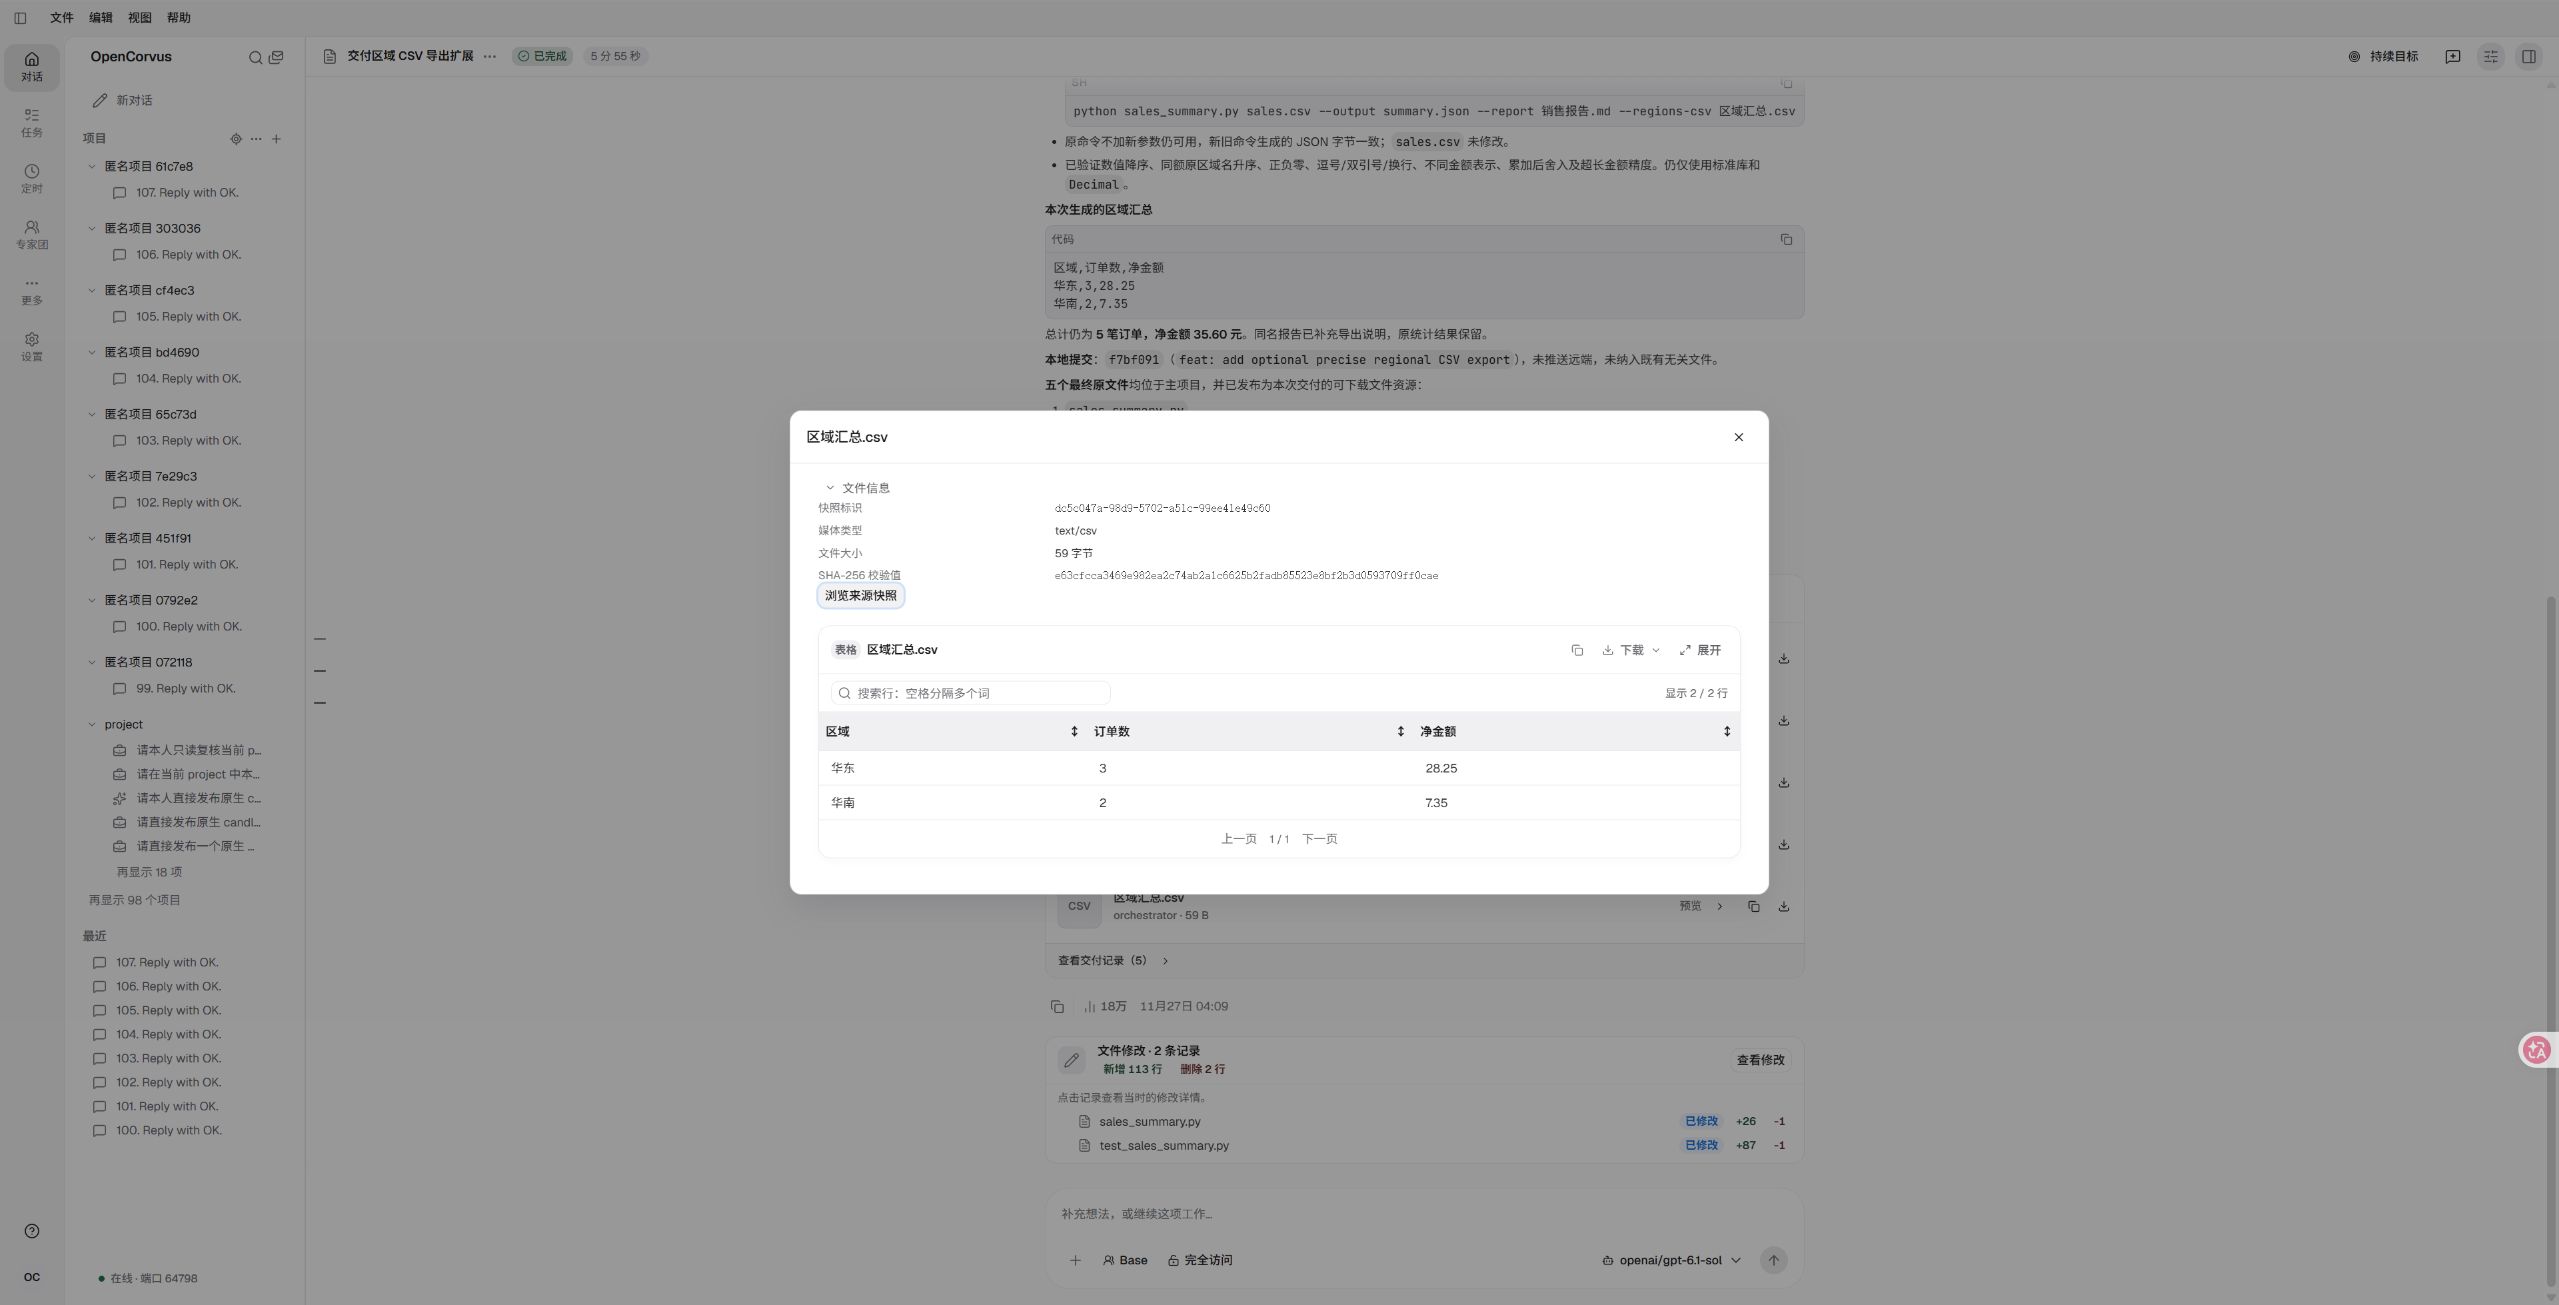 文件 编辑 视图 帮助
对话
任务
定时
专家团
更多
设置
OC
OpenCorvus
新对话
项目
匿名项目 61c7e8
107. Reply with OK.
匿名项目 303036
106. Reply with OK.
匿名项目 cf4ec3
105. Reply with OK.
匿名项目 bd4690
104. Reply with OK.
匿名项目 65c73d
103. Reply with OK.
匿名项目 7e29c3
102. Reply with OK.
匿名项目 451f91
101. Reply with OK.
匿名项目 0792e2
100. Reply with OK.
匿名项目 072118
99. Reply with OK.
project
请本人只读复核当前 p...
请在当前 project 中本...
请本人直接发布原生 c...
请直接发布原生 candl...
请直接发布一个原生 ...
再显示 18 项
再显示 98 个项目
最近
107. Reply with OK.
106. Reply with OK.
105. Reply with OK.
104. Reply with OK.
103. Reply with OK.
102. Reply with OK.
101. Reply with OK.
100. Reply with OK.
在线 · 端口 64798
交付区域 CSV 导出扩展 ... 已完成 5 分 55 秒
持续目标
SH
python sales_summary.py sales.csv --output summary.json --report 销售报告.md --regions-csv 区域汇总.csv
• 原命令不加新参数仍可用，新旧命令生成的 JSON 字节一致；sales.csv 未修改。
• 已验证数值降序、同额原区域名升序、正负零、逗号/双引号/换行、不同金额表示、累加后舍入及超长金额精度。仍仅使用标准库和
Decimal。
本次生成的区域汇总
代码
区域,订单数,净金额
华东,3,28.25
华南,2,7.35
总计仍为 5 笔订单，净金额 35.60 元。同名报告已补充导出说明，原统计结果保留。
本地提交：f7bf091（feat: add optional precise regional CSV export），未推送远端，未纳入既有无关文件。
五个最终原文件均位于主项目，并已发布为本次交付的可下载文件资源：
1. sales_summary.py
区域汇总.csv
文件信息
快照标识 dc5c047a-98d9-5702-a51c-99ee41e49c60
媒体类型 text/csv
文件大小 59 字节
SHA-256 校验值 e63cfcca3469e982ea2c74ab2a1c6625b2fadb85523e8bf2b3d0593709ff0cae
浏览来源快照
表格 区域汇总.csv 下载 展开
搜索行：空格分隔多个词 显示 2 / 2 行
区域 订单数 净金额
华东 3 28.25
华南 2 7.35
上一页 1 / 1 下一页
CSV 区域汇总.csv
orchestrator · 59 B 预览
查看交付记录（5）
18万 11月27日 04:09
文件修改 · 2 条记录
新增 113 行 删除 2 行 查看修改
点击记录查看当时的修改详情。
sales_summary.py 已修改 +26 -1
test_sales_summary.py 已修改 +87 -1
补充想法，或继续这项工作...
Base 完全访问 openai/gpt-6.1-sol